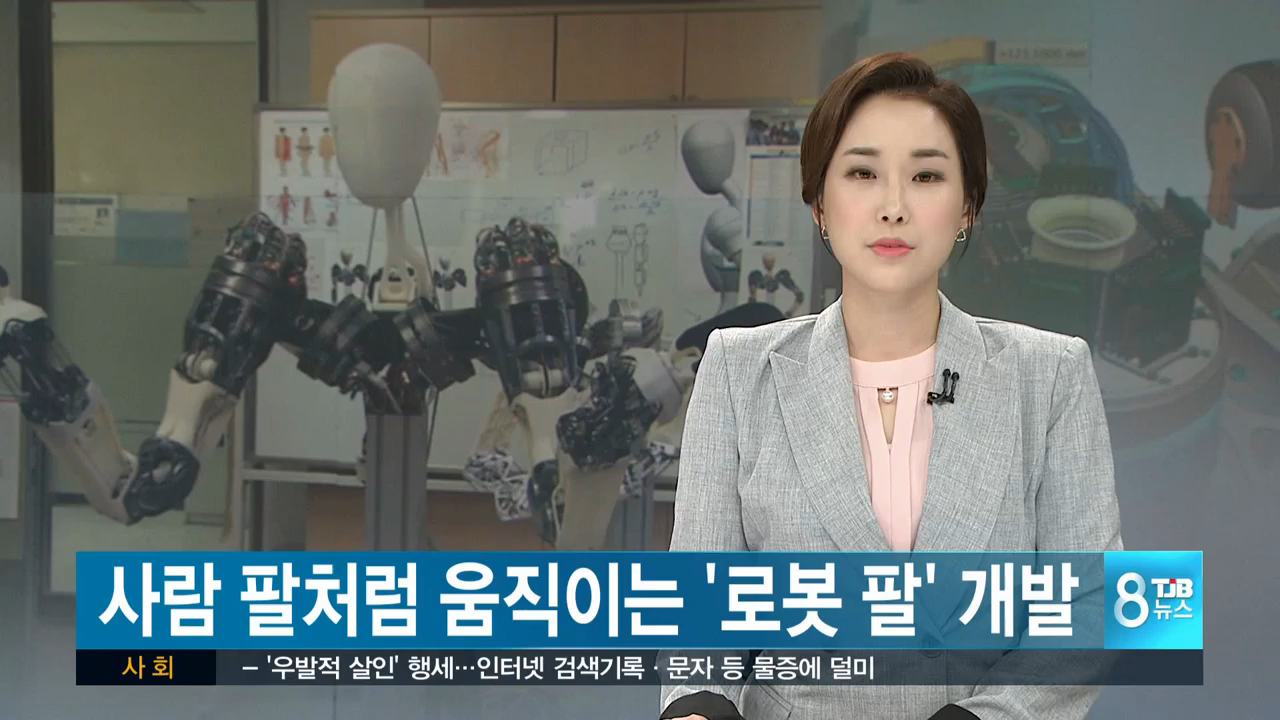 사람 팔처럼 움직이는 '로봇 팔' 개발
8 TJB 뉴스
사회 – '우발적 살인' 행세…인터넷 검색기록·문자 등 물증에 덜미